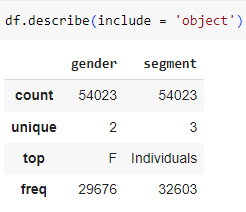 df.describe(include = 'object')
gender segment
count 54023 54023
unique 2 3
top F Individuals
freq 29676 32603